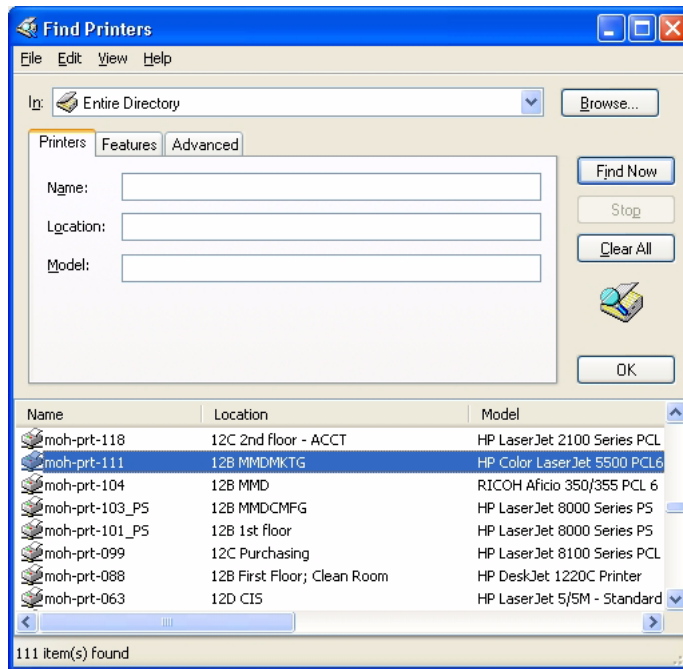 Find Printers
File Edit View Help
In: Entire Directory Browse...
Printers Features Advanced
Name:
Location:
Model:
Find Now
Stop
Clear All
OK
Name Location Model
moh-prt-118 12C 2nd floor - ACCT HP LaserJet 2100 Series PCL
moh-prt-111 12B MMDMKTG HP Color LaserJet 5500 PCL6
moh-prt-104 12B MMD RICOH Aficio 350/355 PCL 6
moh-prt-103_PS 12B MMDCMFG HP LaserJet 8000 Series PS
moh-prt-101_PS 12B 1st floor HP LaserJet 8000 Series PS
moh-prt-099 12C Purchasing HP LaserJet 8100 Series PCL
moh-prt-088 12B First Floor; Clean Room HP DeskJet 1220C Printer
moh-prt-063 12D CIS HP LaserJet 5/5M - Standard
111 item(s) found